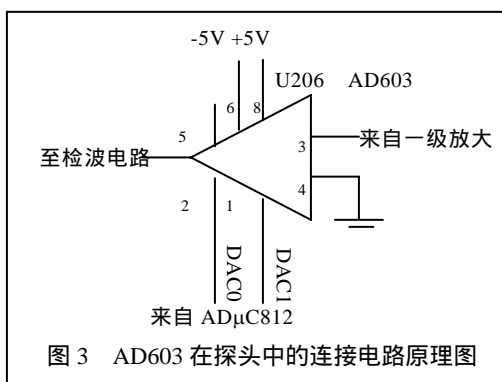 -5V +5V
U206 AD603
6 8
5
3
至检波电路
来自一级放大
4
2 1
DAC0
DAC1
来自 ADμC812
图 3 AD603 在探头中的连接电路原理图